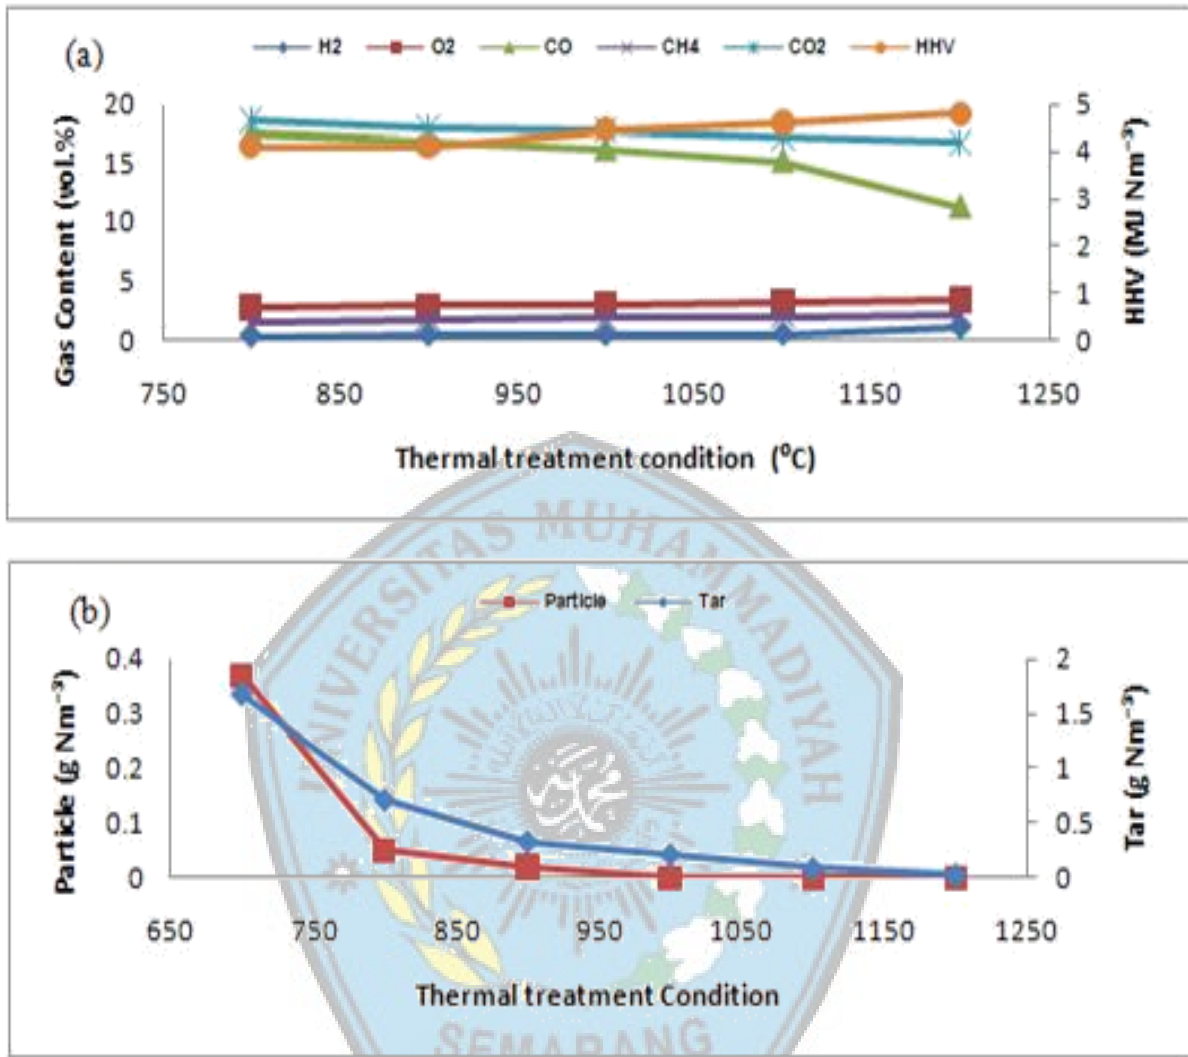 (a)
H2 O2 CO CH4 CO2 HHV
Gas Content (vol.%)
20
15
10
5
0
5
4
3
2
1
0
HHV (MJ Nm⁻³)
750 850 950 1050 1150 1250
Thermal treatment condition (⁰C)
UNIVERSITAS MUHAMMADIYAH
(b)
Particle Tar
Particle (g Nm⁻³)
0.4
0.3
0.2
0.1
0
2
1.5
1
0.5
0
Tar (g Nm⁻³)
650 750 850 950 1050 1150 1250
Thermal treatment Condition
SEMARANG